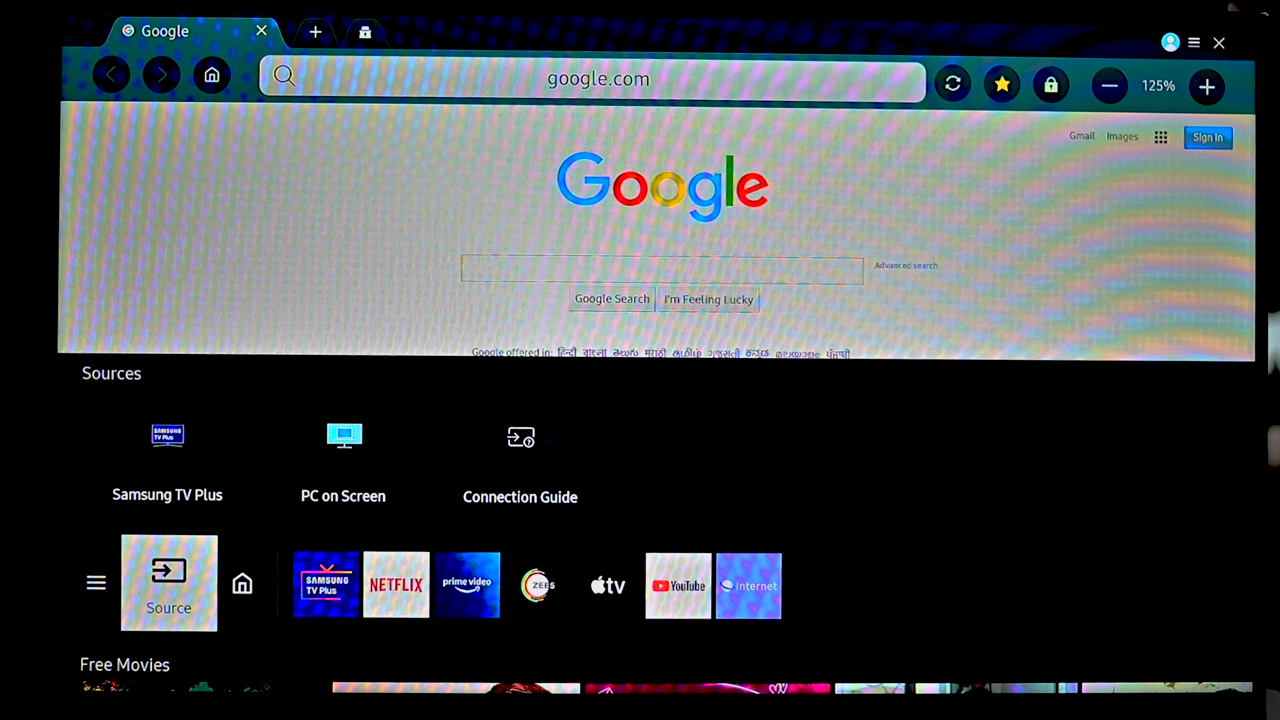 Google
google.com
125%
Gmail Images Sign in
Google
Advanced search
Google Search I'm Feeling Lucky
Google offered in: हिन्दी বাংলা తెలుగు मराठी தமிழ் ગુજરાતી ಕನ್ನಡ മലയാളം ਪੰਜਾਬੀ
Sources
SAMSUNG
TV Plus
Samsung TV Plus PC on Screen Connection Guide
Source
SAMSUNG
TV Plus
NETFLIX
prime video
ZEE5
tv
YouTube
Internet
Free Movies